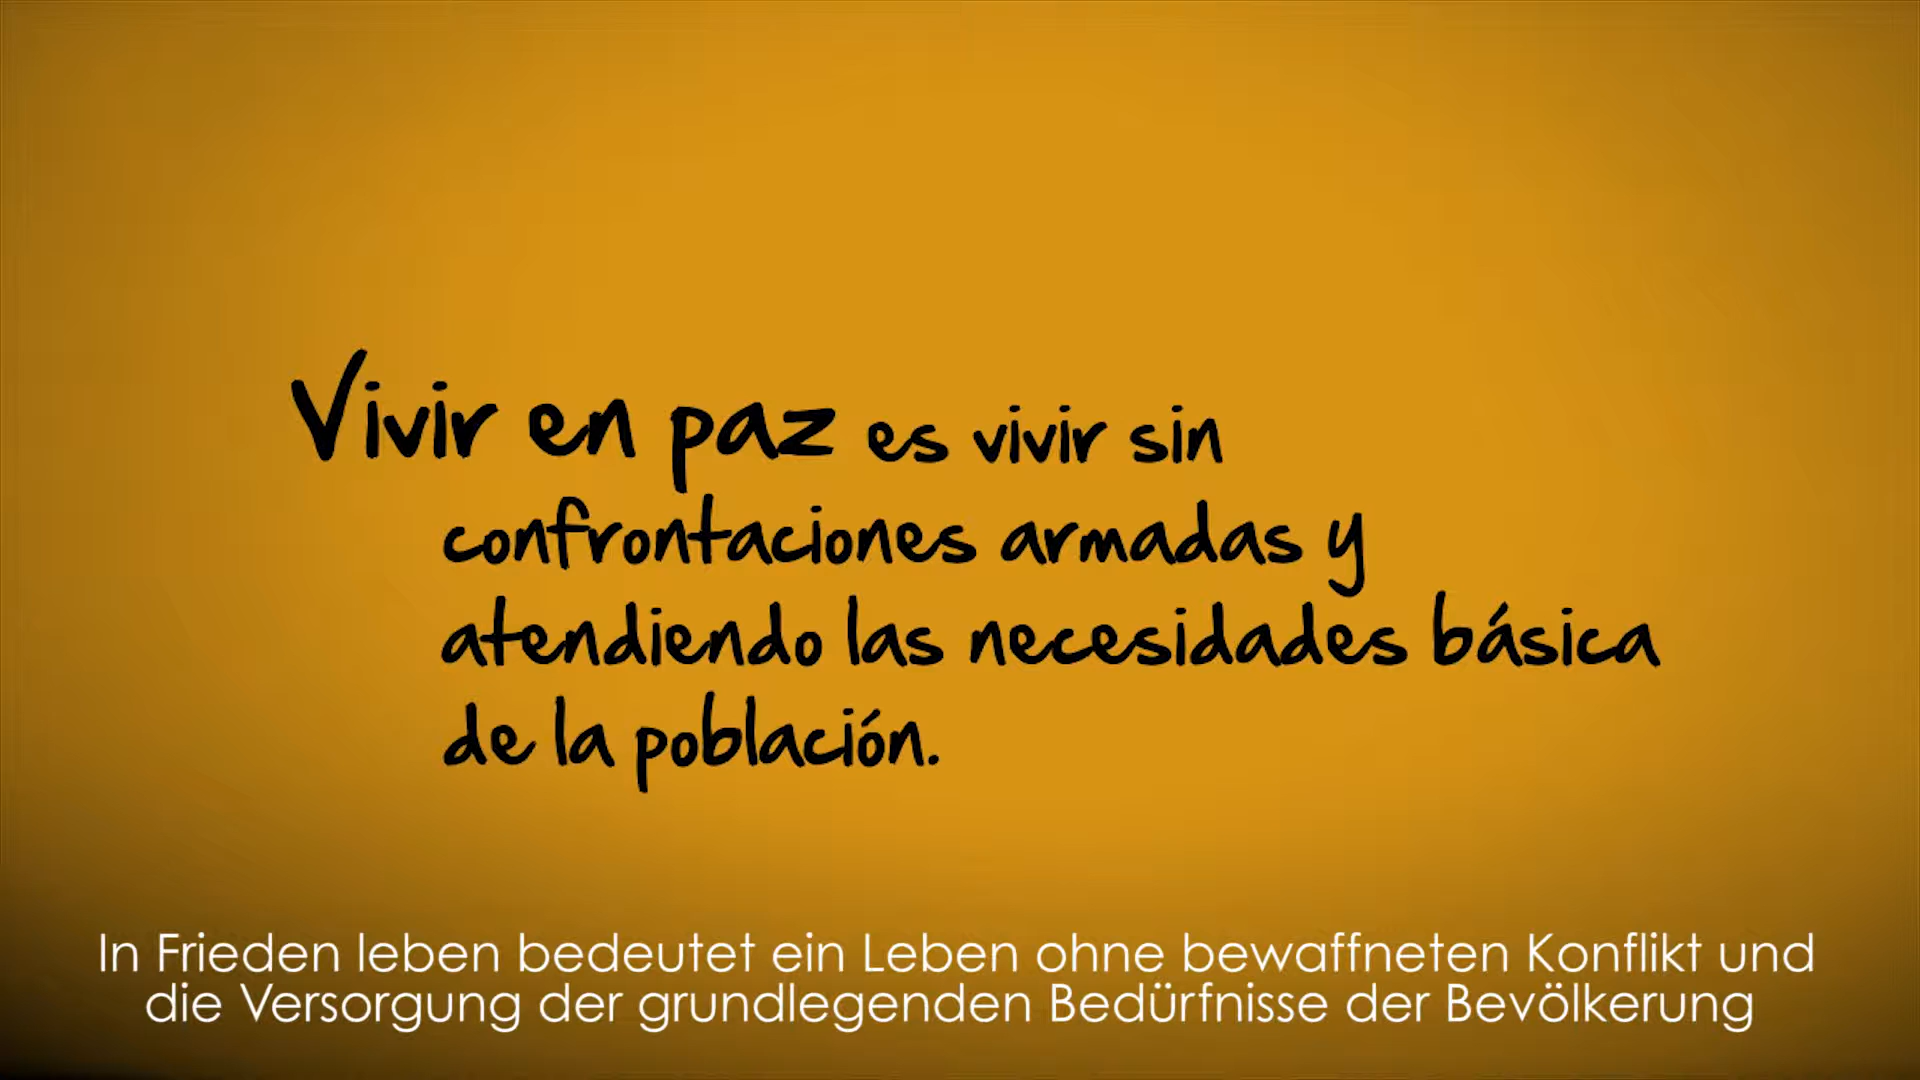 Vivir en paz es vivir sin
confrontaciones armadas y
atendiendo las necesidades básica
de la población.
In Frieden leben bedeutet ein Leben ohne bewaffneten Konflikt und
die Versorgung der grundlegenden Bedürfnisse der Bevölkerung